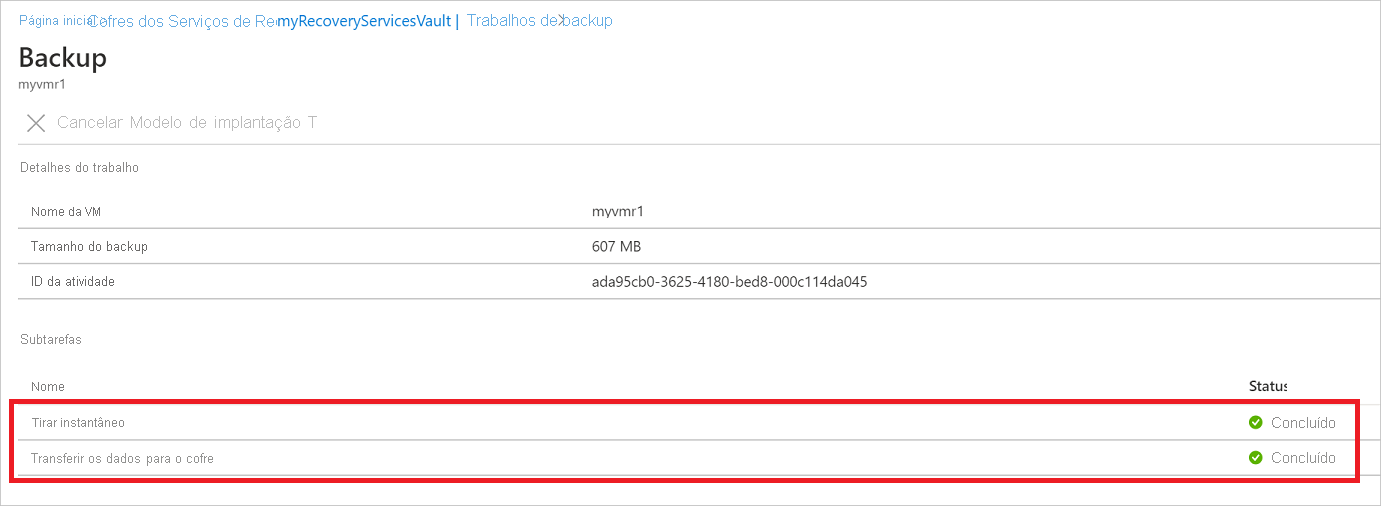 Página inicial Cofres dos Serviços de Re myRecoveryServicesVault | Trabalhos de backup
Backup
myvmr1
Cancelar Modelo de implantação T
Detalhes do trabalho
Nome da VM myvmr1
Tamanho do backup 607 MB
ID da atividade ada95cb0-3625-4180-bed8-000c114da045
Subtarefas
Nome Status
Tirar instantâneo Concluído
Transferir os dados para o cofre Concluído